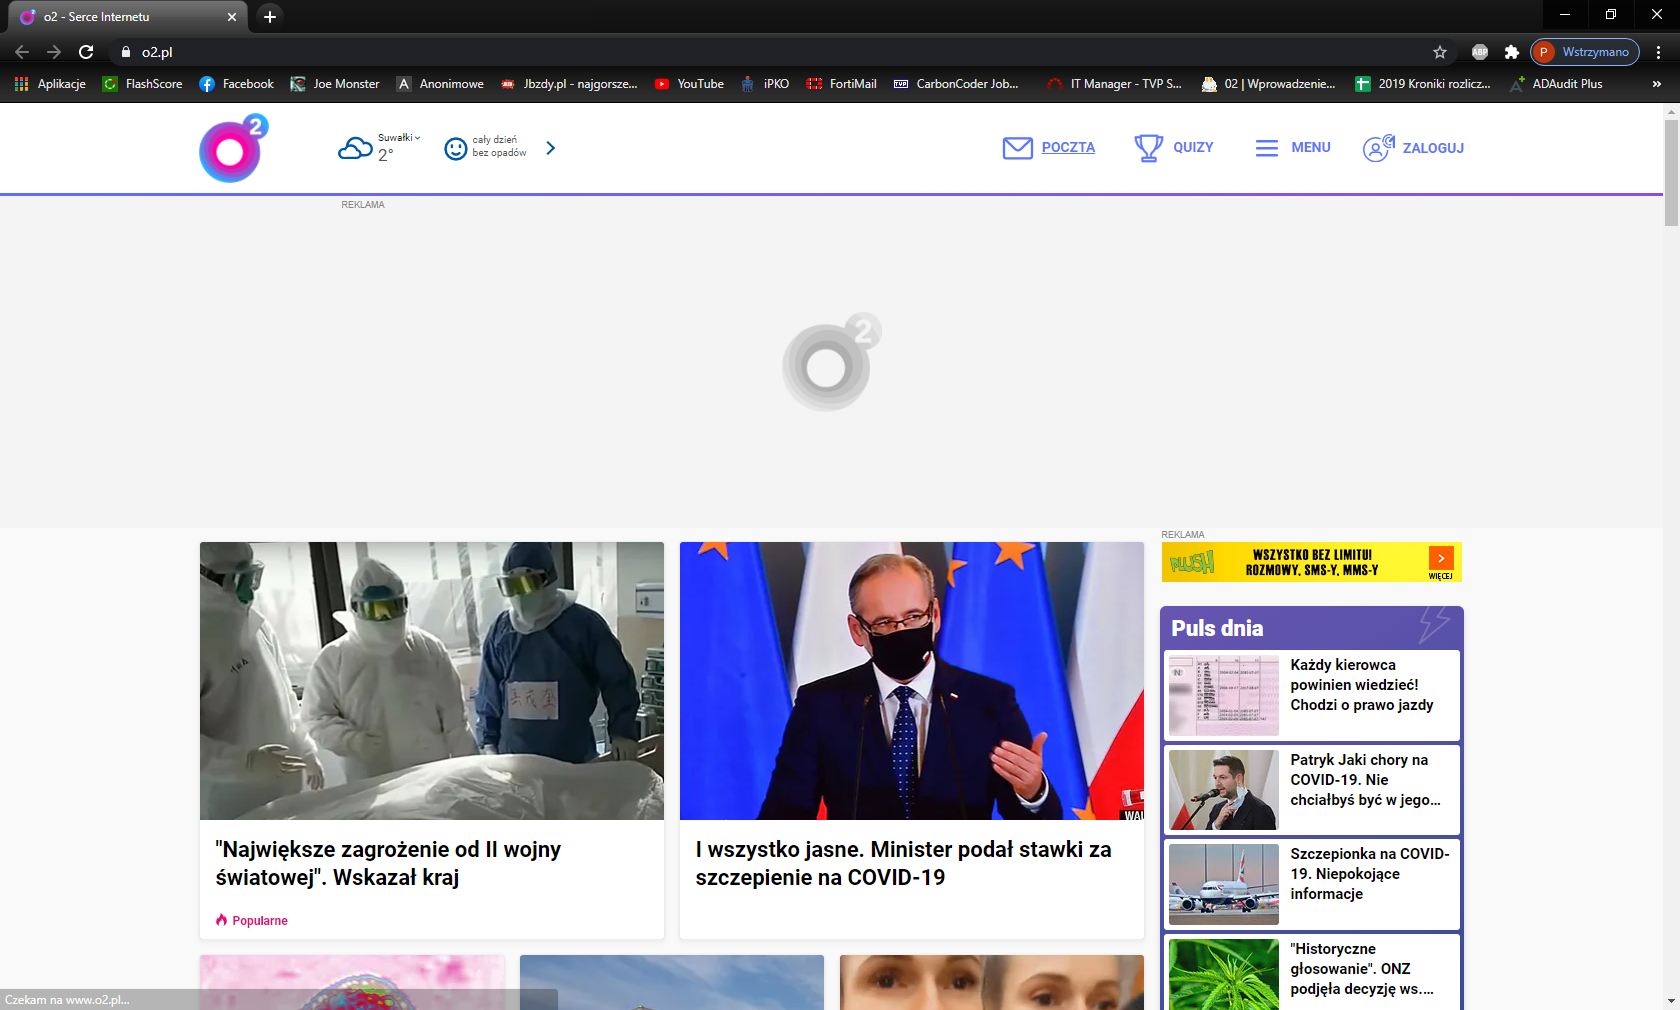 o2 - Serce Internetu
o2.pl
ABP
P
Wstrzymano
Aplikacje
FlashScore
Facebook
Joe Monster
A Anonimowe
Jbzdy.pl - najgorsze...
YouTube
iPKO
FortiMail
CarbonCoder Job...
IT Manager - TVP S...
02 | Wprowadzenie...
2019 Kroniki rozlicz...
ADAudit Plus
»
2
Suwałki
2°
cały dzień
bez opadów
POCZTA
QUIZY
MENU
ZALOGUJ
REKLAMA
2
REKLAMA
PLUSH
WSZYSTKO BEZ LIMITU!
ROZMOWY, SMS-Y, MMS-Y
WIĘCEJ
"Największe zagrożenie od II wojny
światowej". Wskazał kraj
Popularne
I wszystko jasne. Minister podał stawki za
szczepienie na COVID-19
Puls dnia
Każdy kierowca
powinien wiedzieć!
Chodzi o prawo jazdy
Patryk Jaki chory na
COVID-19. Nie
chciałbyś być w jego...
Szczepionka na COVID-
19. Niepokojące
informacje
"Historyczne
głosowanie". ONZ
podjęła decyzję ws....
Czekam na www.o2.pl...